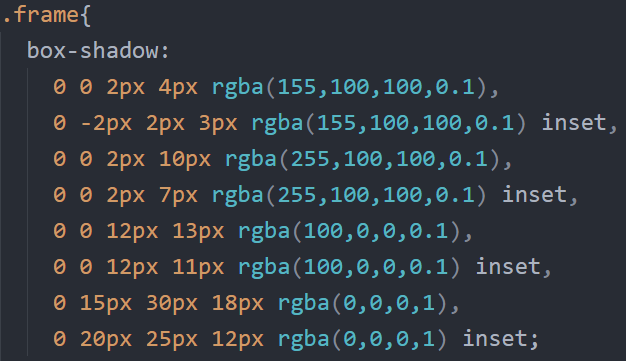 .frame{
box-shadow:
0 0 2px 4px rgba(155,100,100,0.1),
0 -2px 2px 3px rgba(155,100,100,0.1) inset,
0 0 2px 10px rgba(255,100,100,0.1),
0 0 2px 7px rgba(255,100,100,0.1) inset,
0 0 12px 13px rgba(100,0,0,0.1),
0 0 12px 11px rgba(100,0,0,0.1) inset,
0 15px 30px 18px rgba(0,0,0,1),
0 20px 25px 12px rgba(0,0,0,1) inset;